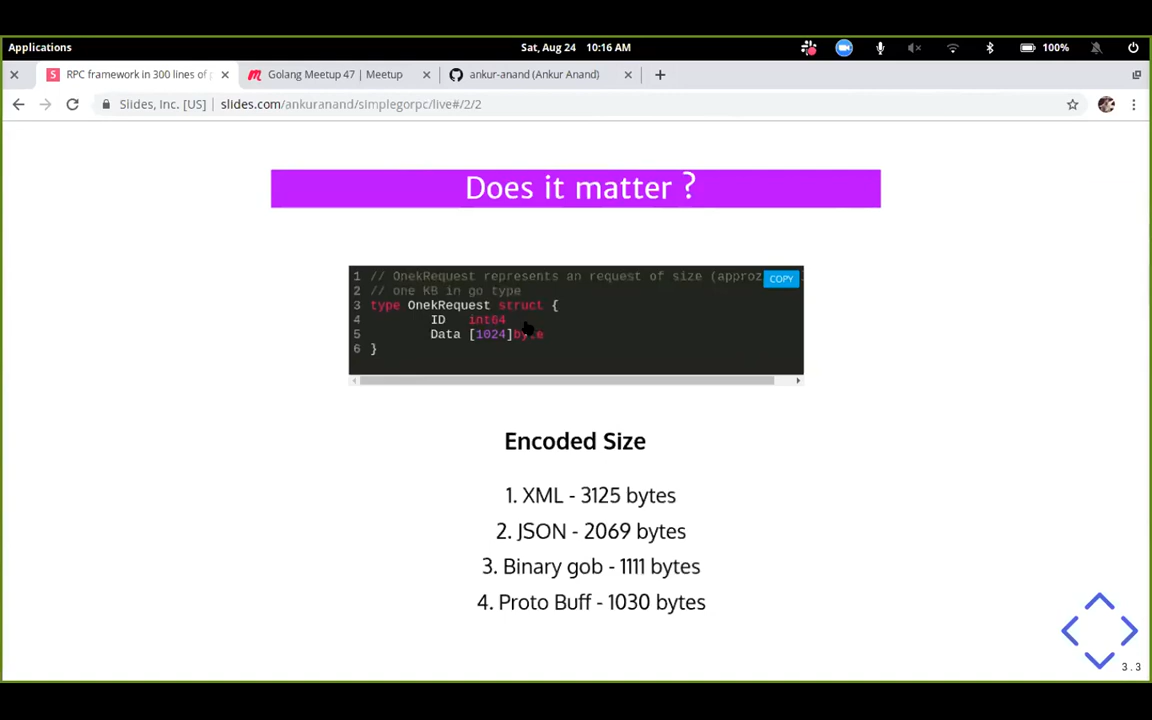 Applications
Sat, Aug 24 10:16 AM
100%
RPC framework in 300 lines of
Golang Meetup 47 | Meetup
ankur-anand (Ankur Anand)
Slides, Inc. [US] | slides.com/ankuranand/simplegorpc/live#/2/2
Does it matter ?
1 // OnekRequest represents an request of size (approz
COPY
2 // one KB in go type
3 type OnekRequest struct {
4 ID int64
5 Data [1024]byte
6 }
Encoded Size
1. XML - 3125 bytes
2. JSON - 2069 bytes
3. Binary gob - 1111 bytes
4. Proto Buff - 1030 bytes
3.3